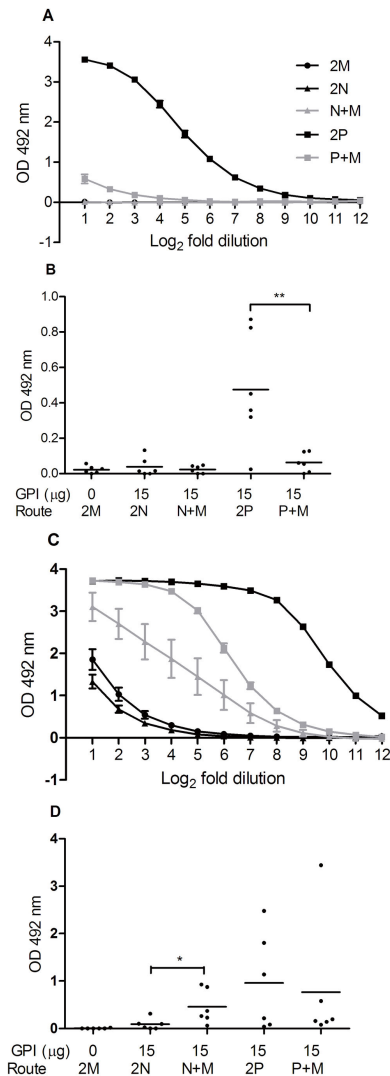 A
4
3
2
1
0
-1
OD 492 nm
1 2 3 4 5 6 7 8 9 10 11 12
Log2 fold dilution
2M
2N
N+M
2P
P+M
B
**
1.0
0.8
0.6
0.4
0.2
0.0
OD 492 nm
GPI (µg) 0 15 15 15 15
Route 2M 2N N+M 2P P+M
C
4
3
2
1
0
-1
OD 492 nm
1 2 3 4 5 6 7 8 9 10 11 12
Log2 fold dilution
D
4
3
2
1
0
OD 492 nm
*
GPI (µg) 0 15 15 15 15
Route 2M 2N N+M 2P P+M